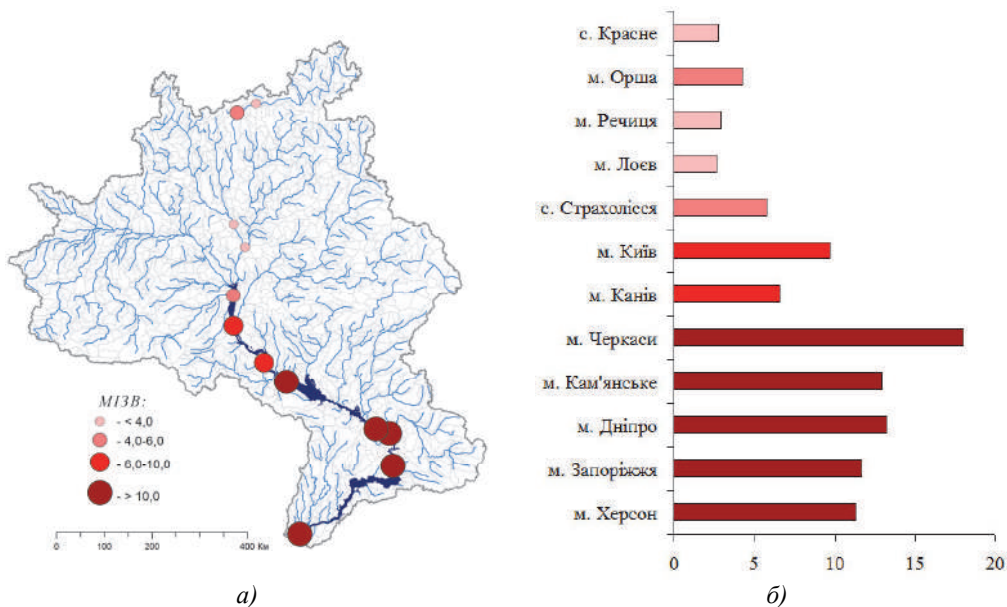 МІЗВ:
- < 4,0
- 4,0-6,0
- 6,0-10,0
- > 10,0
0 100 200 400 Км
а)
с. Красне
м. Орша
м. Речиця
м. Лоєв
с. Страхолісся
м. Київ
м. Канів
м. Черкаси
м. Кам'янське
м. Дніпро
м. Запоріжжя
м. Херсон
0 5 10 15 20
б)